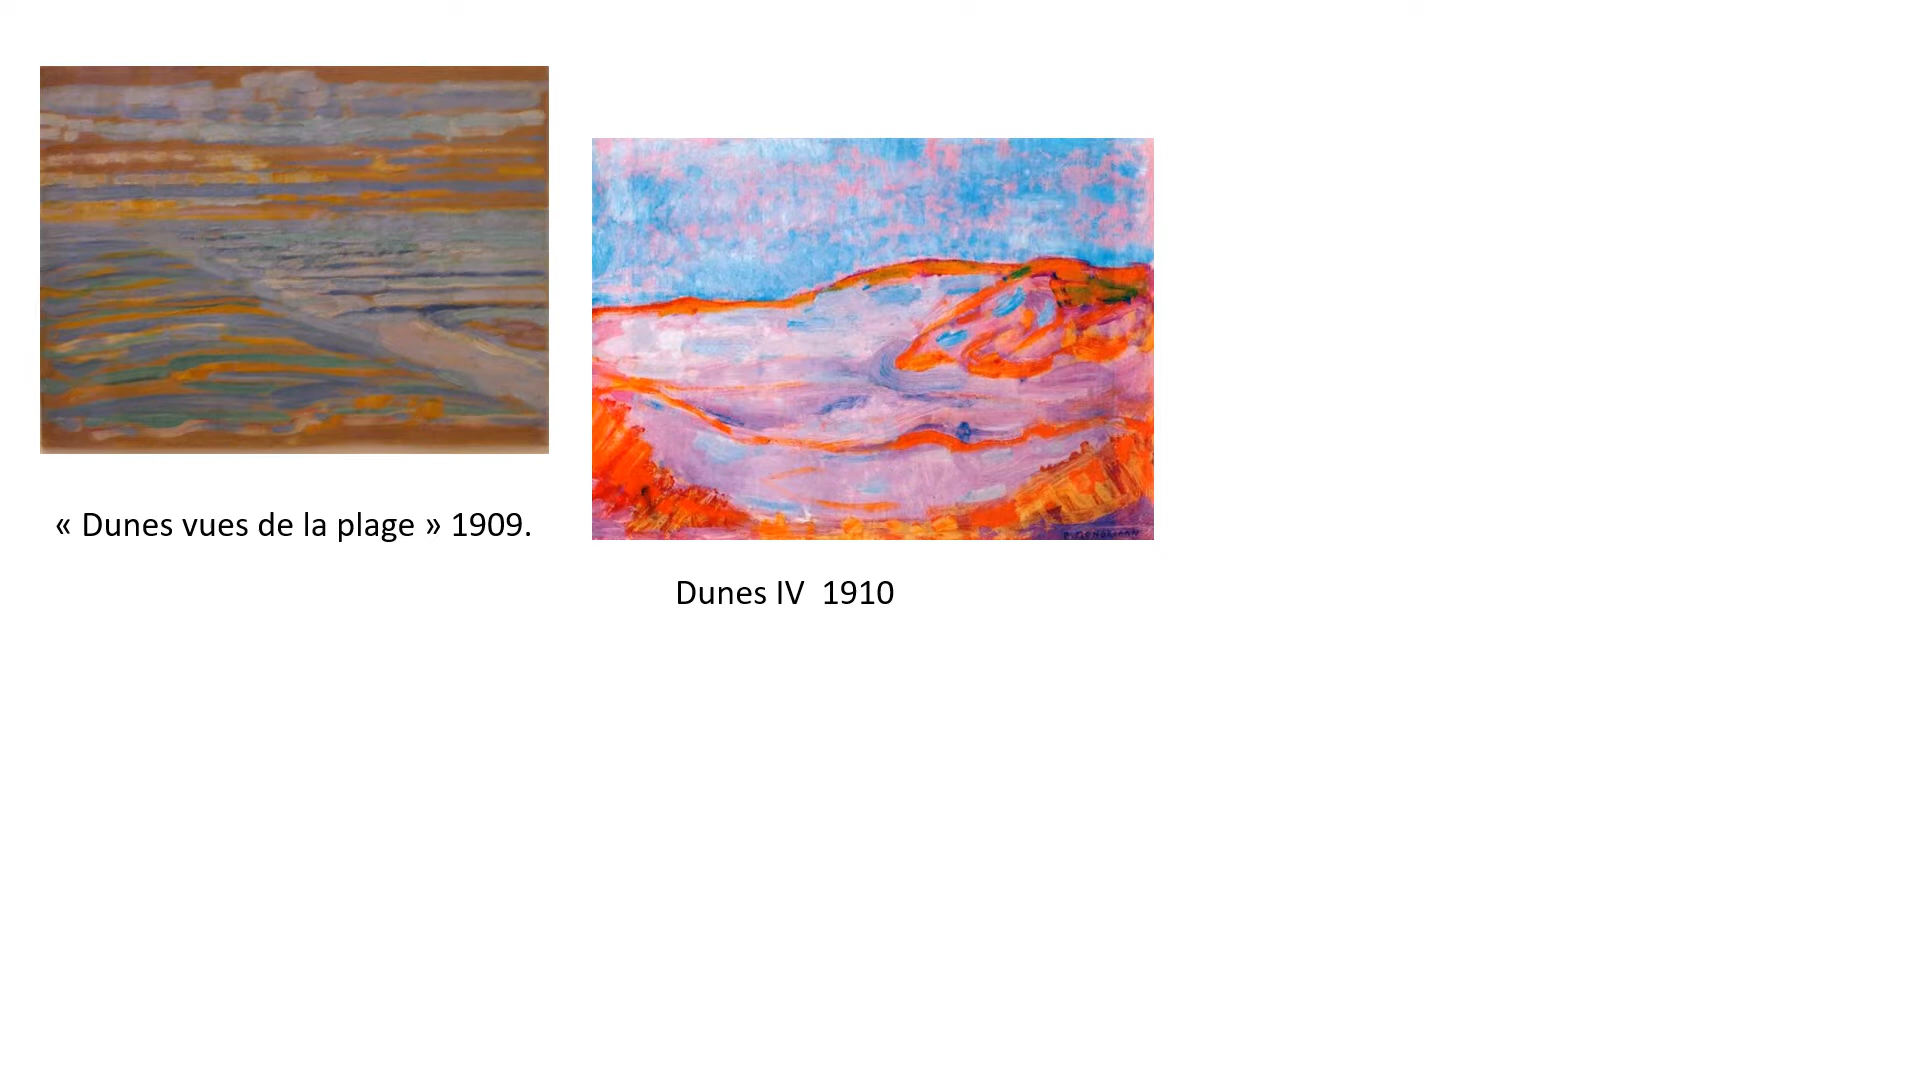 « Dunes vues de la plage » 1909.
Dunes IV  1910